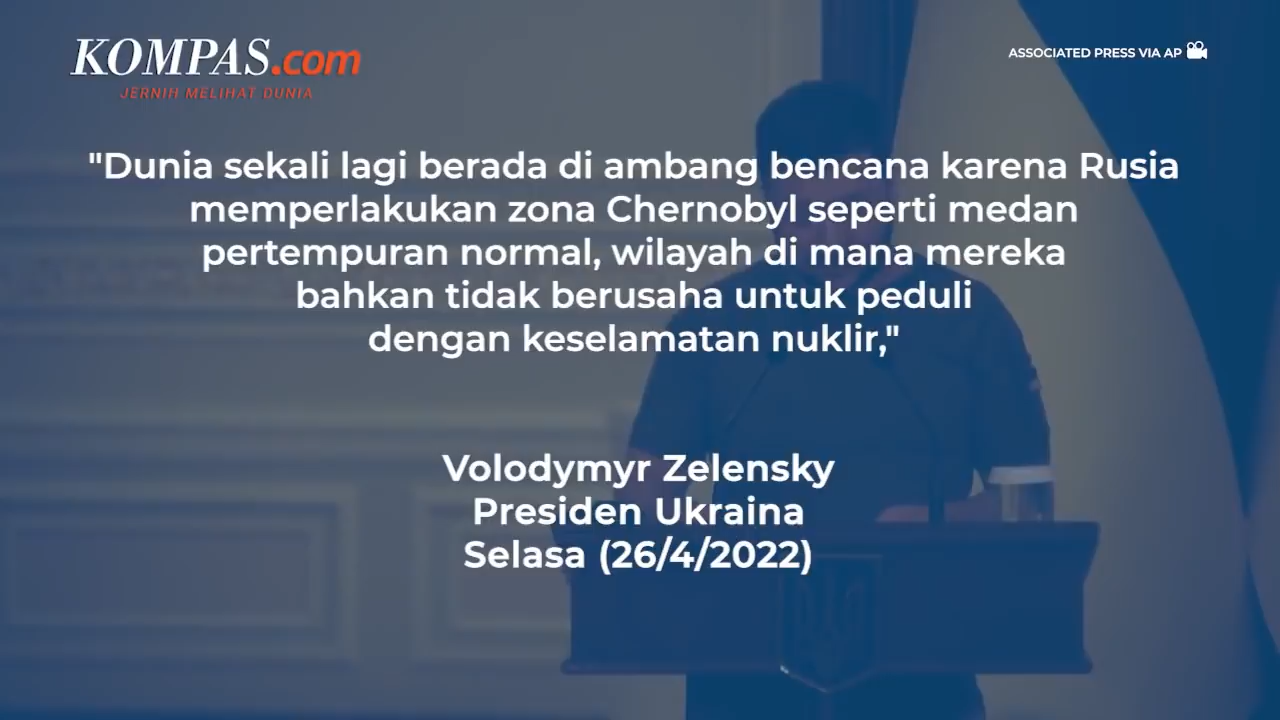 KOMPAS.com
JERNIH MELIHAT DUNIA
ASSOCIATED PRESS VIA AP
"Dunia sekali lagi berada di ambang bencana karena Rusia
memperlakukan zona Chernobyl seperti medan
pertempuran normal, wilayah di mana mereka
bahkan tidak berusaha untuk peduli
dengan keselamatan nuklir,"
Volodymyr Zelensky
Presiden Ukraina
Selasa (26/4/2022)